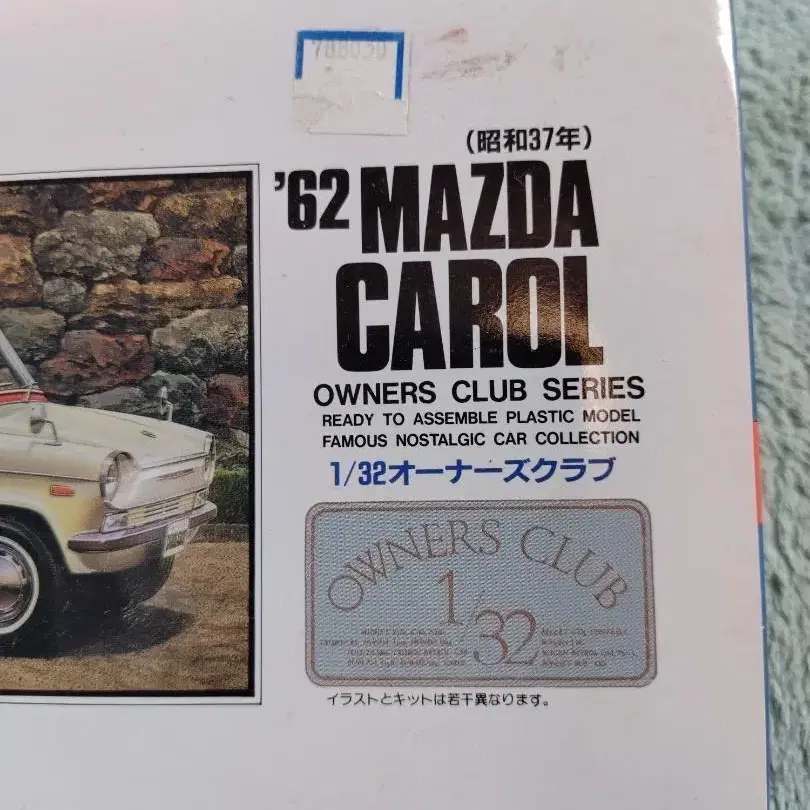 788030
(昭和37年)
'62 MAZDA
CAROL
OWNERS CLUB SERIES
READY TO ASSEMBLE PLASTIC MODEL
FAMOUS NOSTALGIC CAR COLLECTION
1/32オーナーズクラブ
OWNERS CLUB
1/32
イラストとキットは若干異なります。